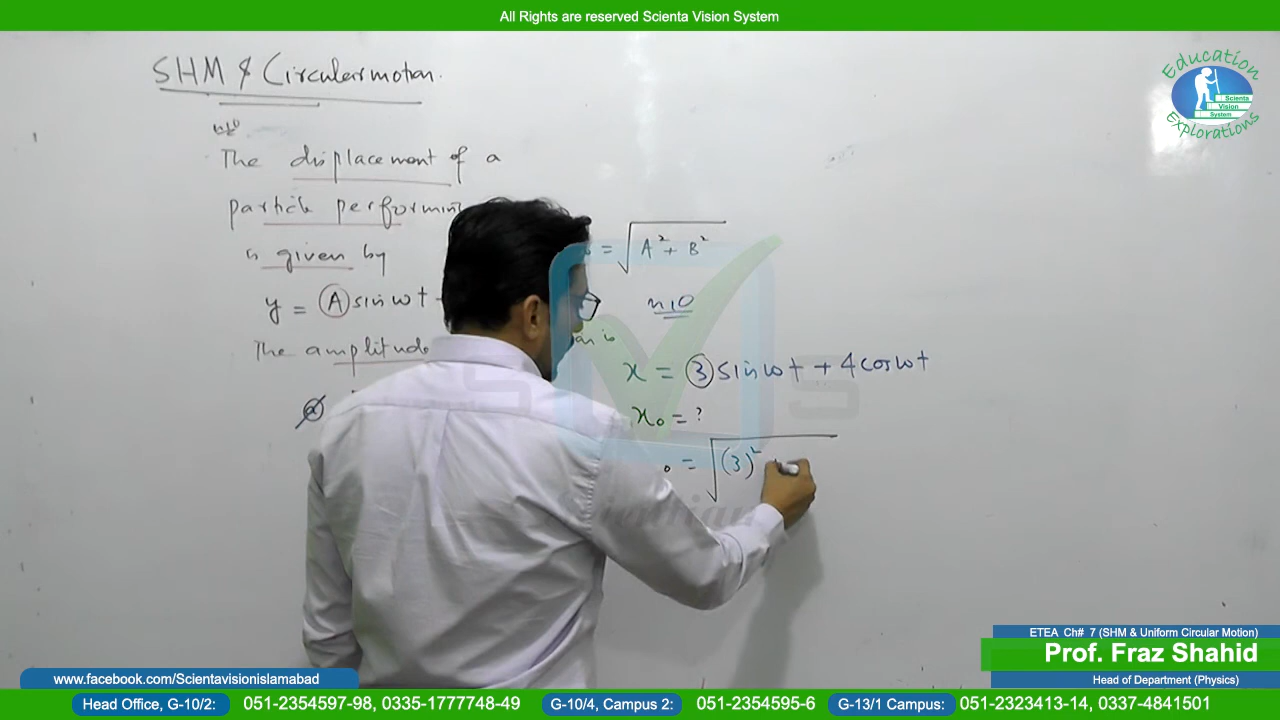 All Rights are reserved Scienta Vision System
Education
Scienta
Vision
System
Explorations
SHM & Circular motion.
The displacement of a
particle performin
is given by
y = A sin ωt
The amplitude
= √A² + B²
x = 3 sin ωt + 4 cos ωt
x₀ = ?
₀ = √(3)²
ETEA Ch# 7 (SHM & Uniform Circular Motion)
Prof. Fraz Shahid
Head of Department (Physics)
www.facebook.com/Scientavisionislamabad
Head Office, G-10/2: 051-2354597-98, 0335-1777748-49 G-10/4, Campus 2: 051-2354595-6 G-13/1 Campus: 051-2323413-14, 0337-4841501